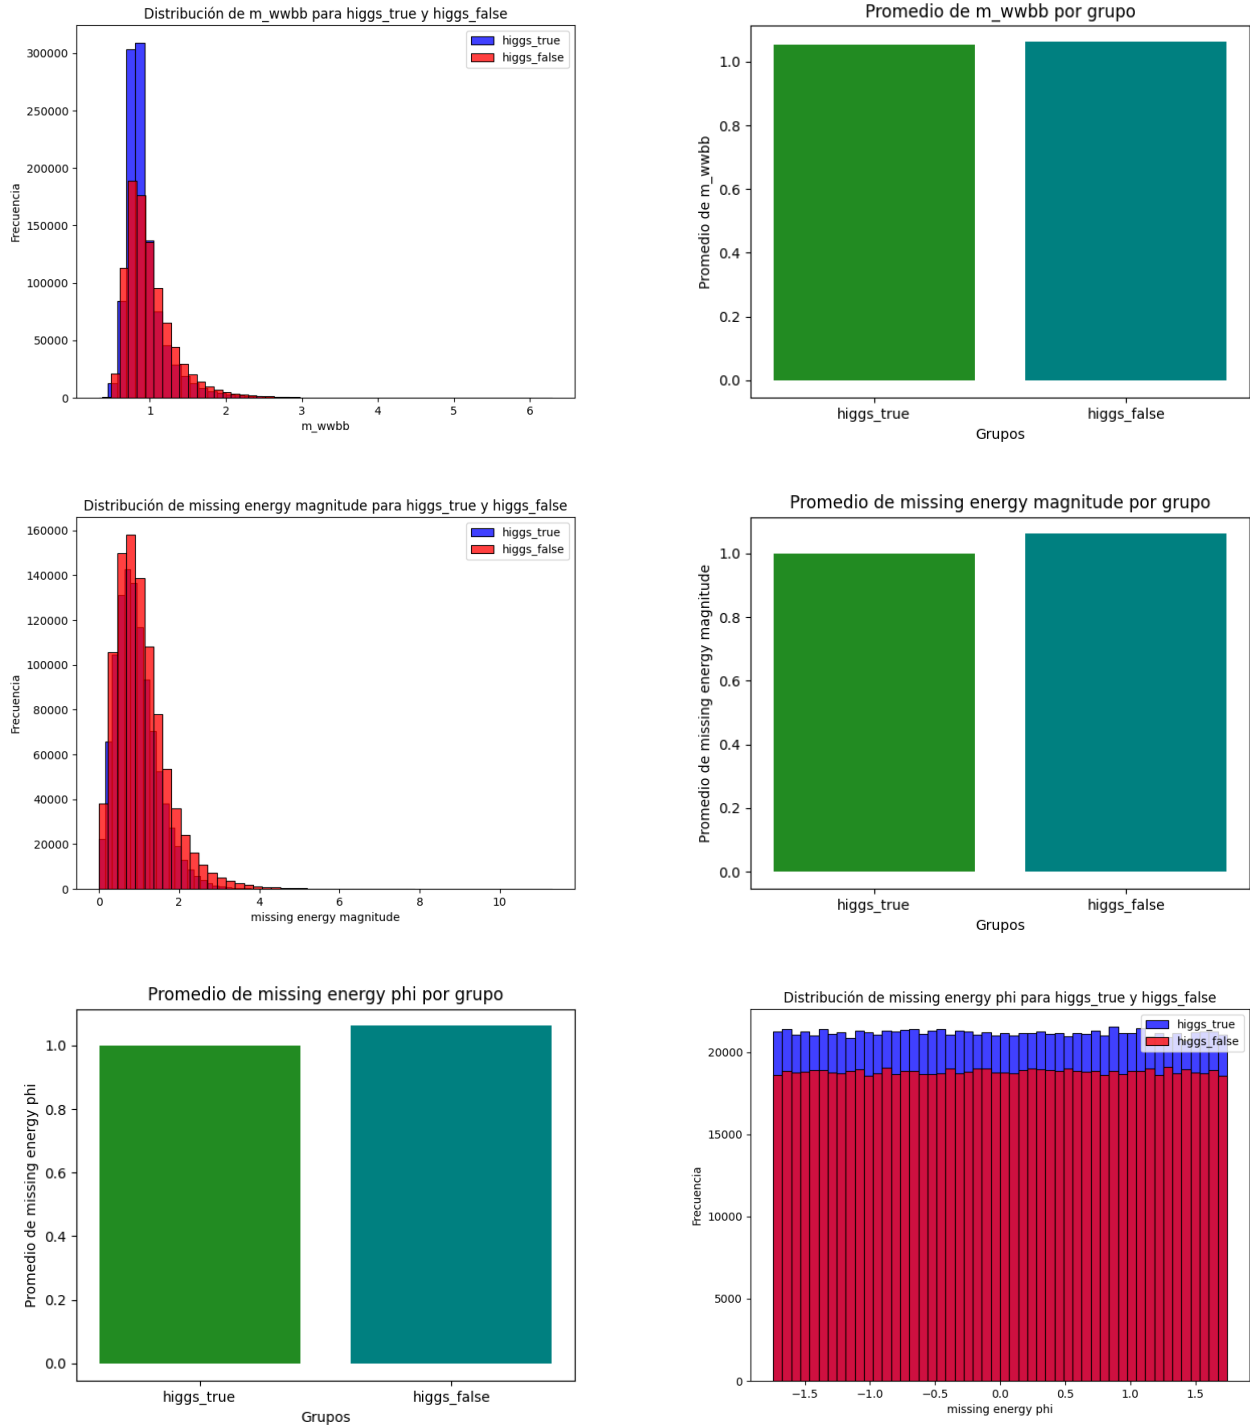 Distribución de m_wwbb para higgs_true y higgs_false
higgs_true
higgs_false
300000
250000
200000
150000
100000
50000
0
Frecuencia
1 2 3 4 5 6
m_wwbb
Promedio de m_wwbb por grupo
1.0
0.8
0.6
0.4
0.2
0.0
Promedio de m_wwbb
higgs_true higgs_false
Grupos
Distribución de missing energy magnitude para higgs_true y higgs_false
higgs_true
higgs_false
160000
140000
120000
100000
80000
60000
40000
20000
0
Frecuencia
0 2 4 6 8 10
missing energy magnitude
Promedio de missing energy magnitude por grupo
1.0
0.8
0.6
0.4
0.2
0.0
Promedio de missing energy magnitude
higgs_true higgs_false
Grupos
Promedio de missing energy phi por grupo
1.0
0.8
0.6
0.4
0.2
0.0
Promedio de missing energy phi
higgs_true higgs_false
Grupos
Distribución de missing energy phi para higgs_true y higgs_false
higgs_true
higgs_false
20000
15000
10000
5000
0
Frecuencia
−1.5 −1.0 −0.5 0.0 0.5 1.0 1.5
missing energy phi